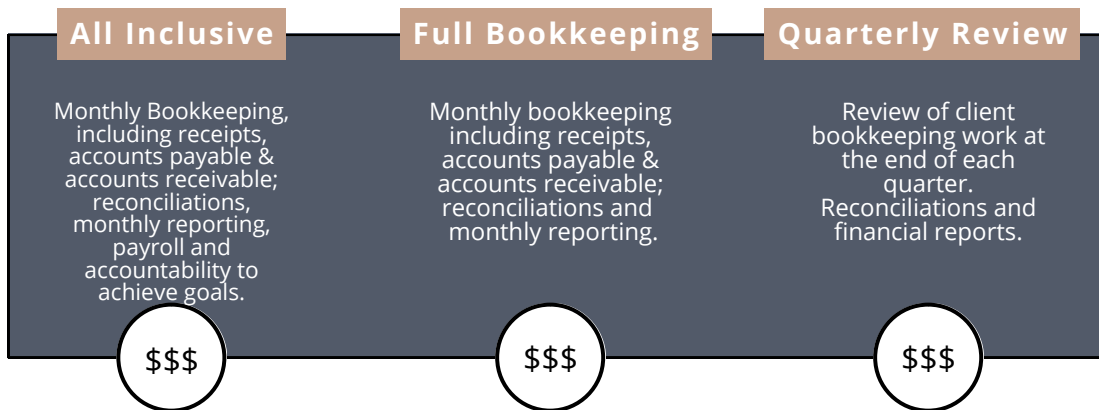 All Inclusive
Monthly Bookkeeping,
including receipts,
accounts payable &
accounts receivable;
reconciliations,
monthly reporting,
payroll and
accountability to
achieve goals.
$$$
Full Bookkeeping
Monthly bookkeeping
including receipts,
accounts payable &
accounts receivable;
reconciliations and
monthly reporting.
$$$
Quarterly Review
Review of client
bookkeeping work at
the end of each
quarter.
Reconciliations and
financial reports.
$$$